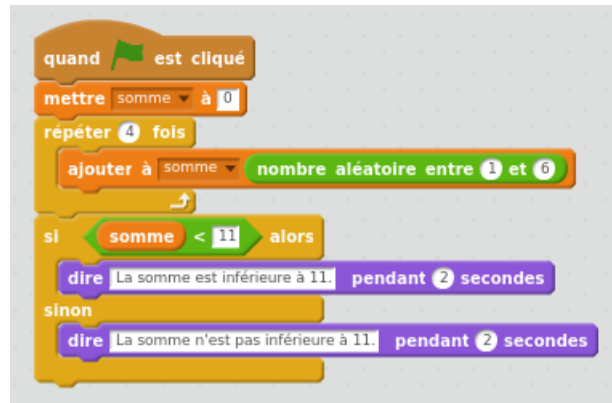 quand est cliqué
mettre somme à 0
répéter 4 fois
ajouter à somme nombre aléatoire entre 1 et 6
si somme < 11 alors
dire La somme est inférieure à 11. pendant 2 secondes
sinon
dire La somme n'est pas inférieure à 11. pendant 2 secondes